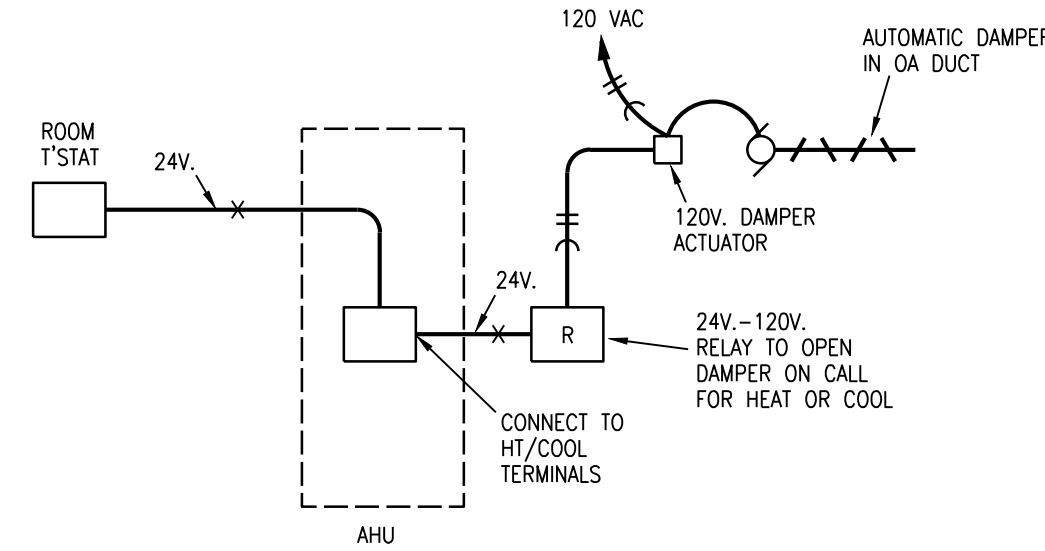 120 VAC
AUTOMATIC DAMPER
IN OA DUCT
ROOM
T'STAT
24V.
120V. DAMPER
ACTUATOR
24V.
R
24V.-120V.
RELAY TO OPEN
DAMPER ON CALL
FOR HEAT OR COOL
CONNECT TO
HT/COOL
TERMINALS
AHU